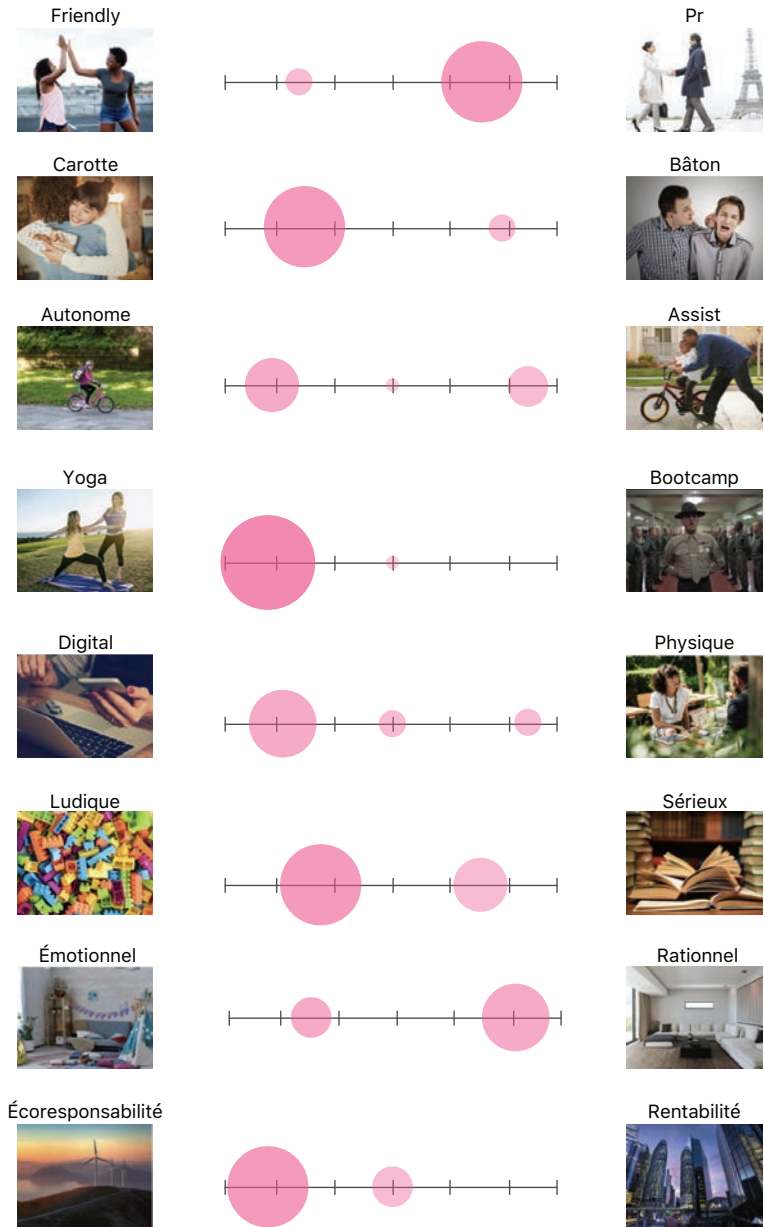 Friendly
Pr
Carotte
Bâton
Autonome
Assist
Yoga
Bootcamp
Digital
Physique
Ludique
Sérieux
Émotionnel
Rationnel
Écoresponsabilité
Rentabilité